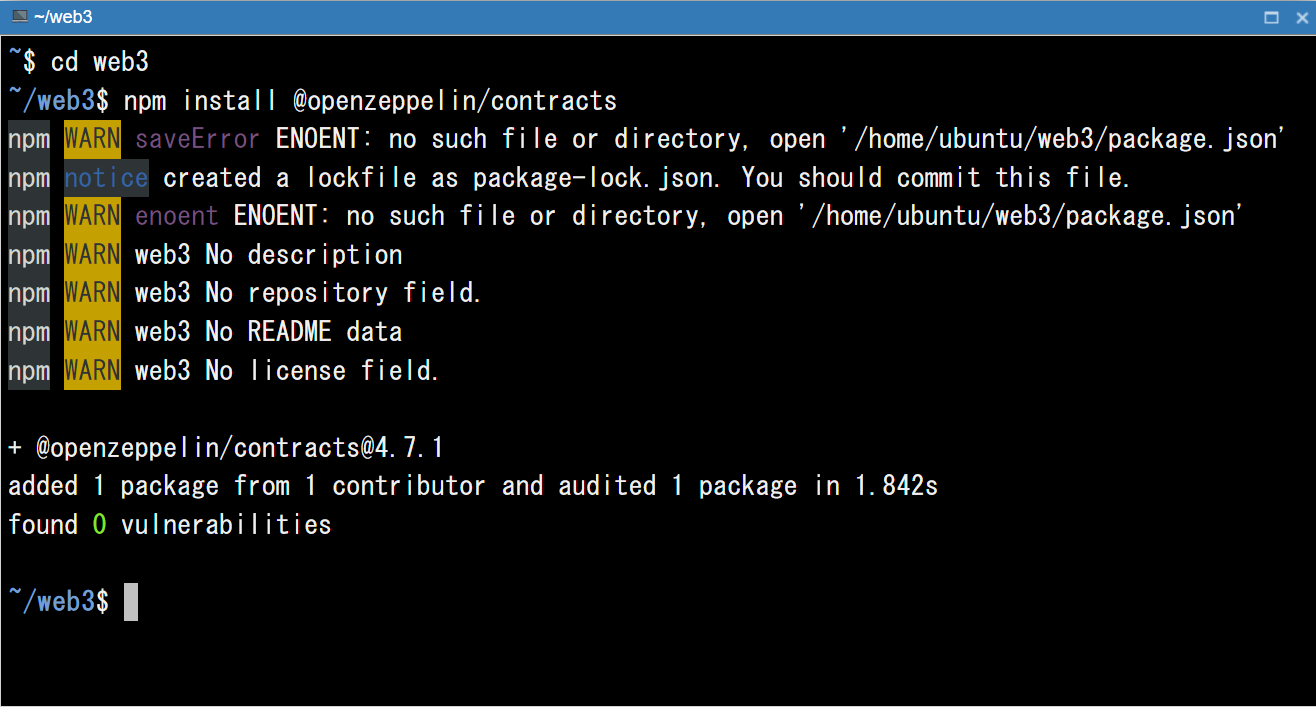 ~/web3
~$ cd web3
~/web3$ npm install @openzeppelin/contracts
npm WARN saveError ENOENT: no such file or directory, open '/home/ubuntu/web3/package.json'
npm notice created a lockfile as package-lock.json. You should commit this file.
npm WARN enoent ENOENT: no such file or directory, open '/home/ubuntu/web3/package.json'
npm WARN web3 No description
npm WARN web3 No repository field.
npm WARN web3 No README data
npm WARN web3 No license field.
+ @openzeppelin/contracts@4.7.1
added 1 package from 1 contributor and audited 1 package in 1.842s
found 0 vulnerabilities
~/web3$